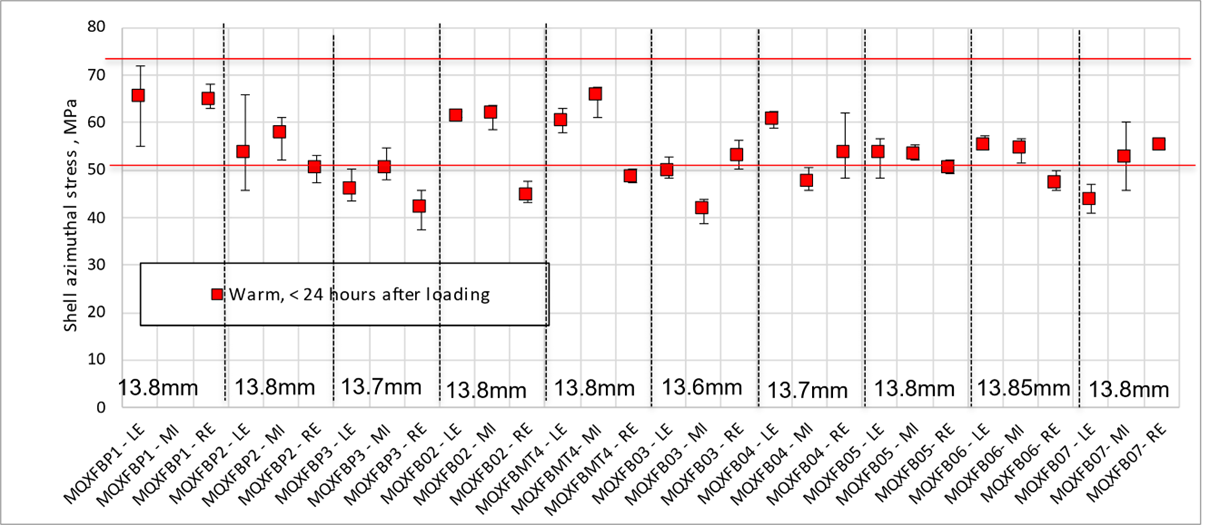 80
70
60
50
40
30
20
10
0
Shell azimuthal stress , MPa
Warm, < 24 hours after loading
13.8mm
13.8mm
13.7mm
13.8mm
13.8mm
13.6mm
13.7mm
13.8mm
13.85mm
13.8mm
MQXFBP1 - LE
MQXFBP1 - MI
MQXFBP1 - RE
MQXFBP2 - LE
MQXFBP2 - MI
MQXFBP2 - RE
MQXFBP3 - LE
MQXFBP3 - MI
MQXFBP3 - RE
MQXFB02 - LE
MQXFB02 - MI
MQXFB02 - RE
MQXFBMT4 - LE
MQXFBMT4 - MI
MQXFBMT4 - RE
MQXFB03 - LE
MQXFB03 - MI
MQXFB03 - RE
MQXFB04 - LE
MQXFB04 - MI
MQXFB04 - RE
MQXFB05 - LE
MQXFB05 - MI
MQXFB05 - RE
MQXFB06 - LE
MQXFB06 - MI
MQXFB06 - RE
MQXFB07 - LE
MQXFB07 - MI
MQXFB07 - RE